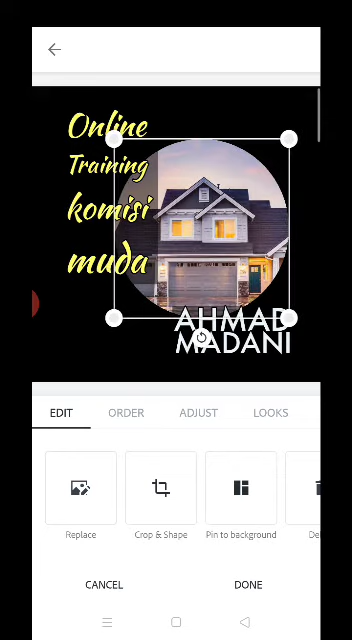 Online
Training
komisi
muda
AHMAD
MADANI
EDIT
ORDER
ADJUST
LOOKS
Replace
Crop & Shape
Pin to background
CANCEL
DONE